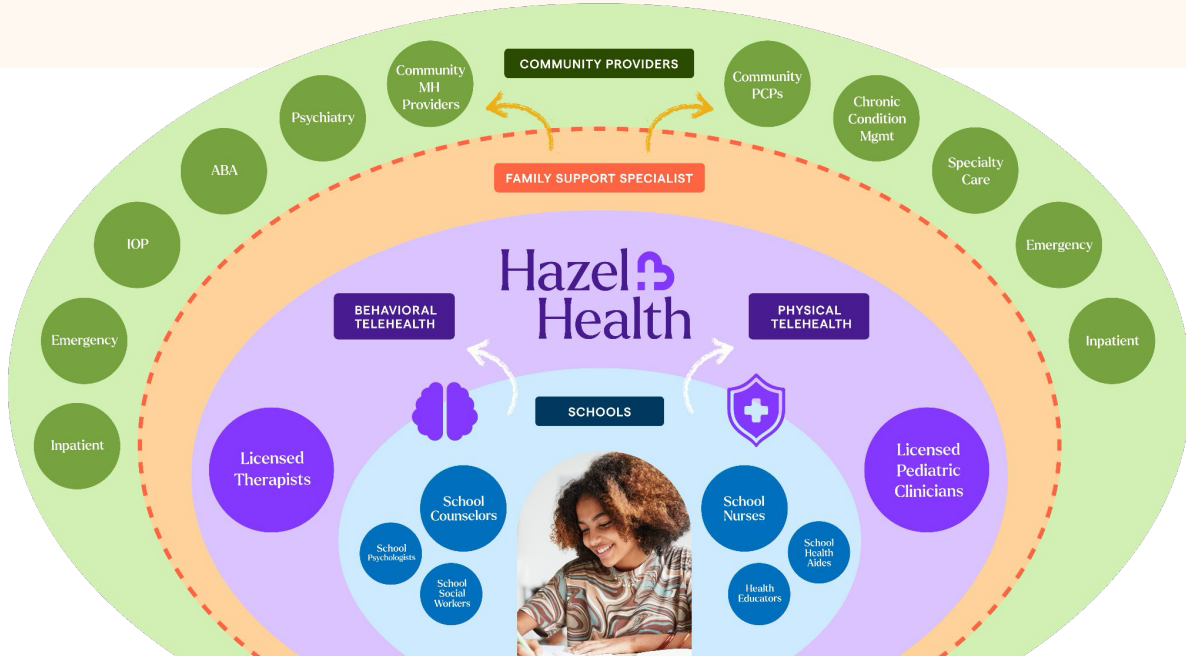 COMMUNITY PROVIDERS
Community
MH
Providers
Psychiatry
ABA
IOP
Emergency
Inpatient
Community
PCPs
Chronic
Condition
Mgmt
Specialty
Care
Emergency
Inpatient
FAMILY SUPPORT SPECIALIST
Hazel
Health
BEHAVIORAL
TELEHEALTH
PHYSICAL
TELEHEALTH
Licensed
Therapists
Licensed
Pediatric
Clinicians
SCHOOLS
School
Counselors
School
Psychologists
School
Social
Workers
School
Nurses
School
Health
Aides
Health
Educators